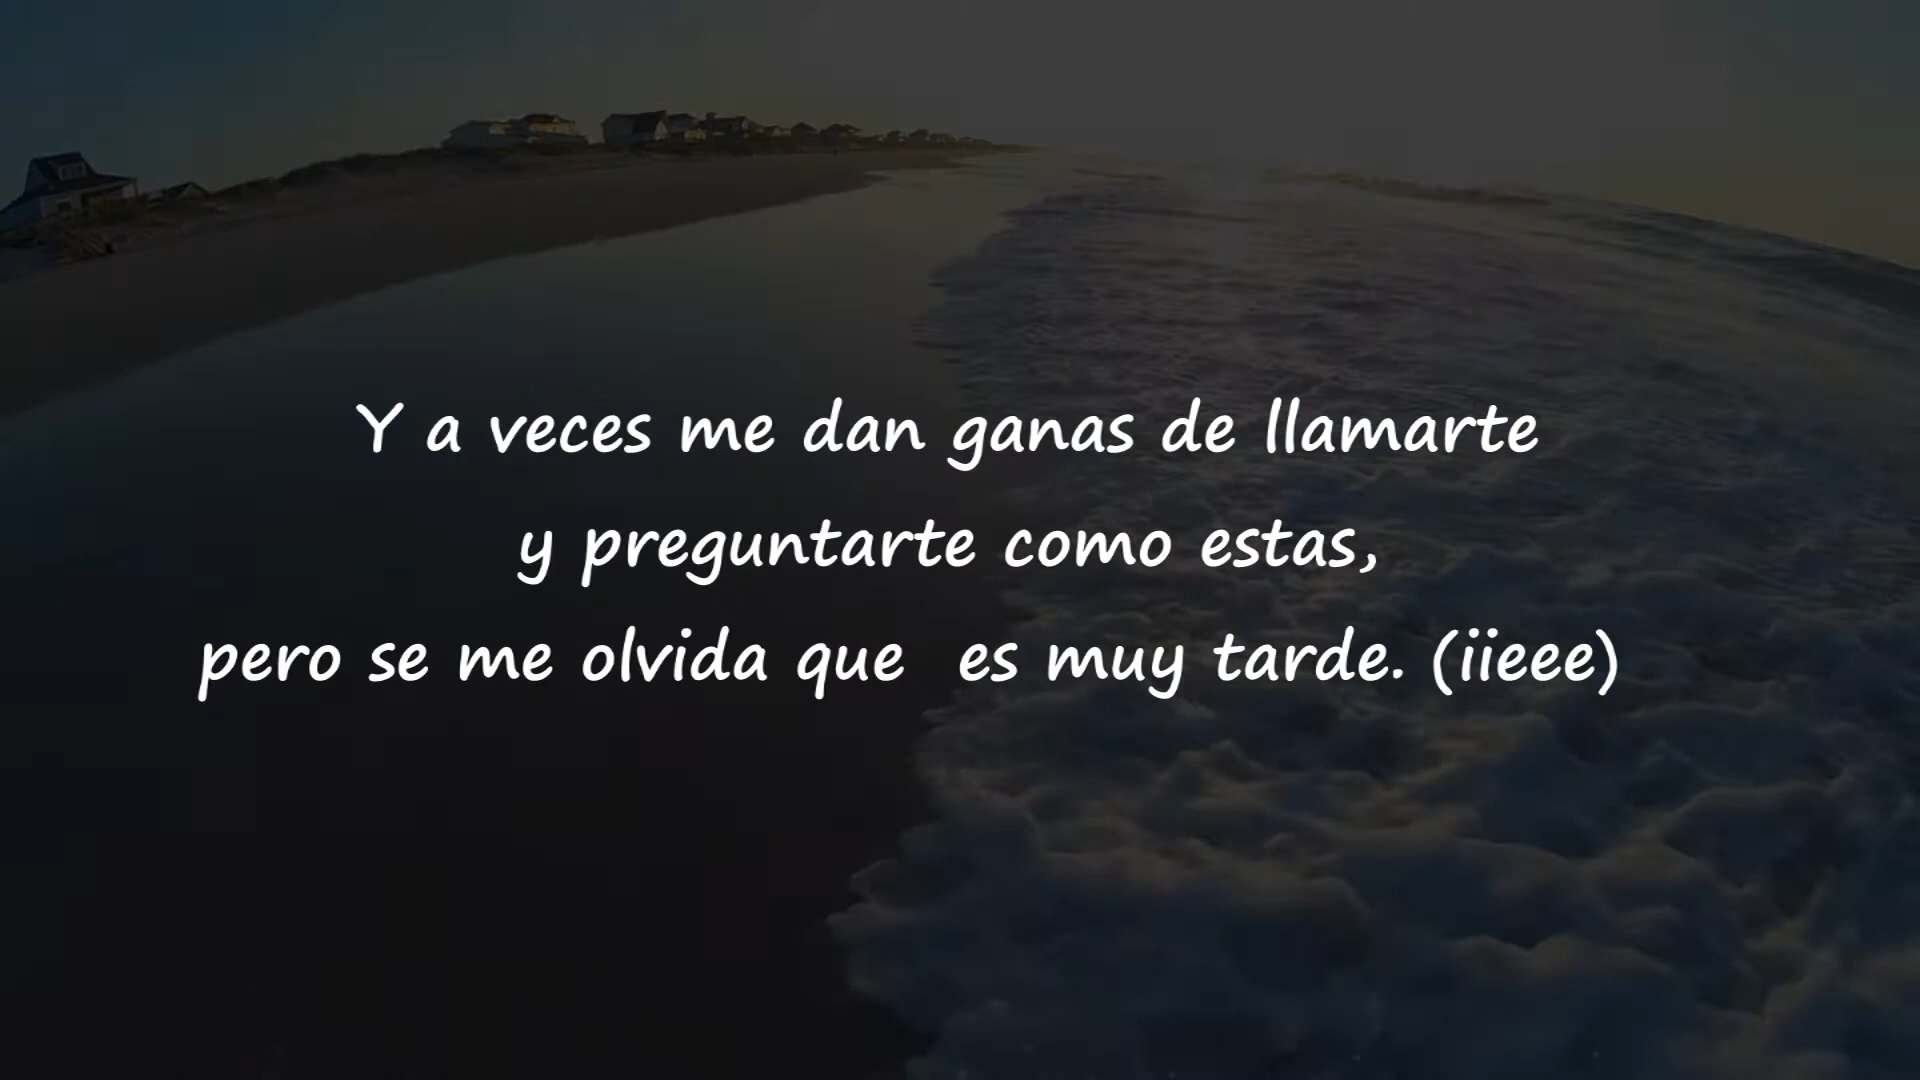 Y a veces me dan ganas de llamarte
y preguntarte como estas,
pero se me olvida que es muy tarde. (iieee)